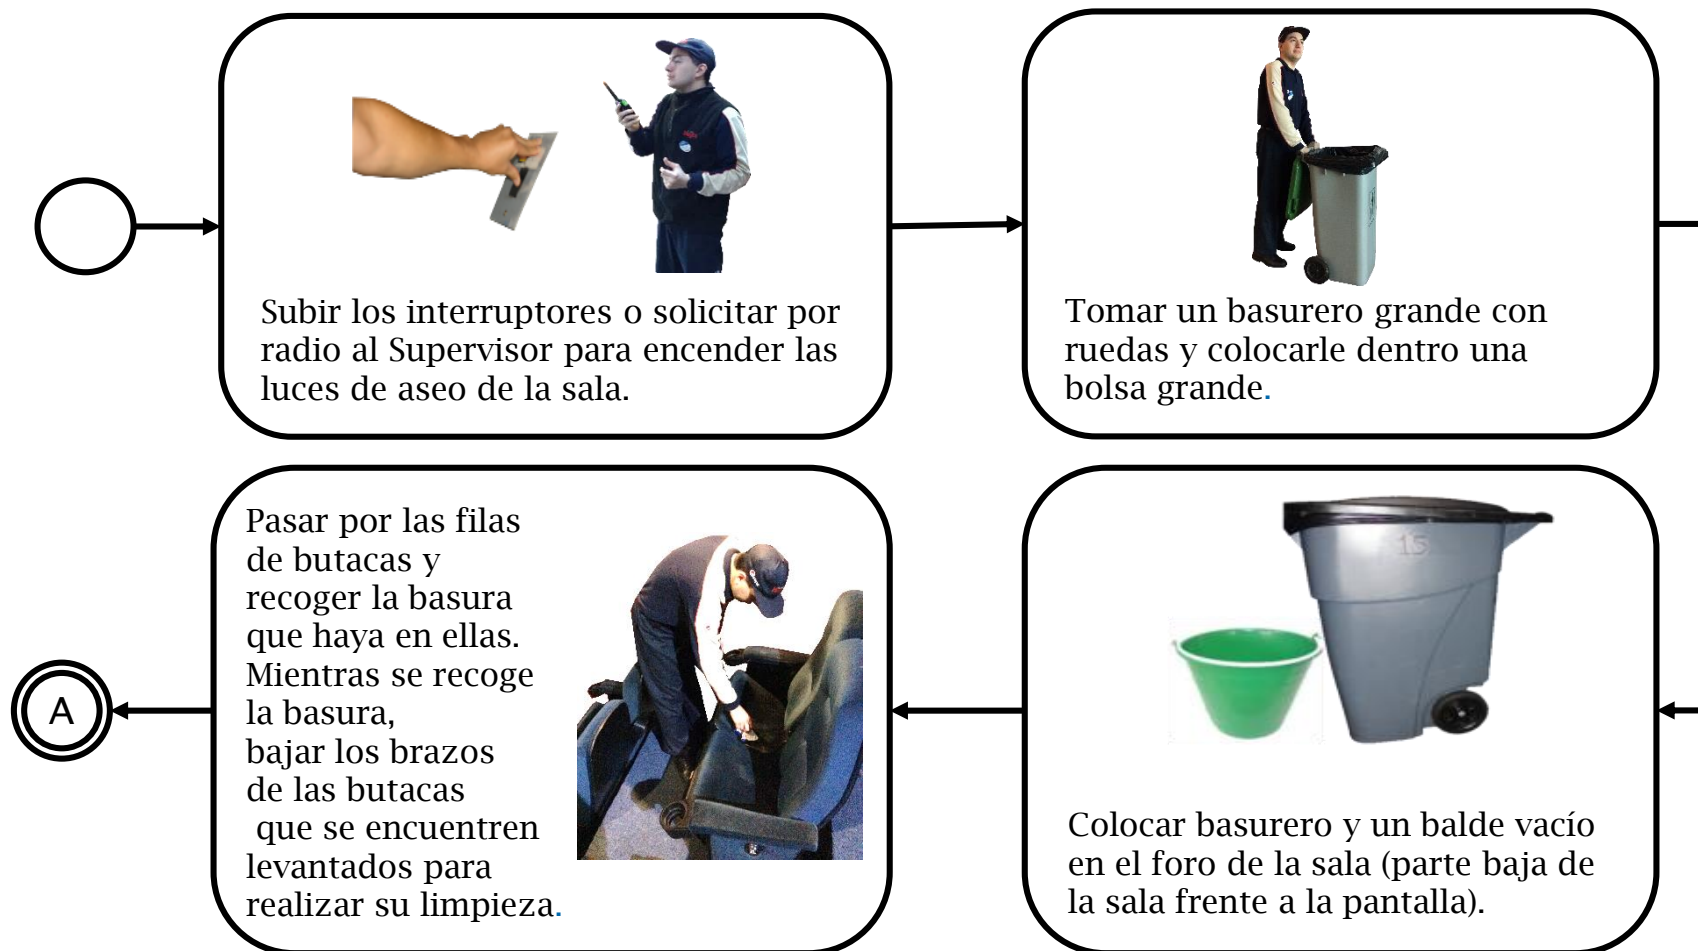 Subir los interruptores o solicitar por
radio al Supervisor para encender las
luces de aseo de la sala.
Tomar un basurero grande con
ruedas y colocarle dentro una
bolsa grande.
15
Colocar basurero y un balde vacío
en el foro de la sala (parte baja de
la sala frente a la pantalla).
Pasar por las filas
de butacas y
recoger la basura
que haya en ellas.
Mientras se recoge
la basura,
bajar los brazos
de las butacas
que se encuentren
levantados para
realizar su limpieza.
A